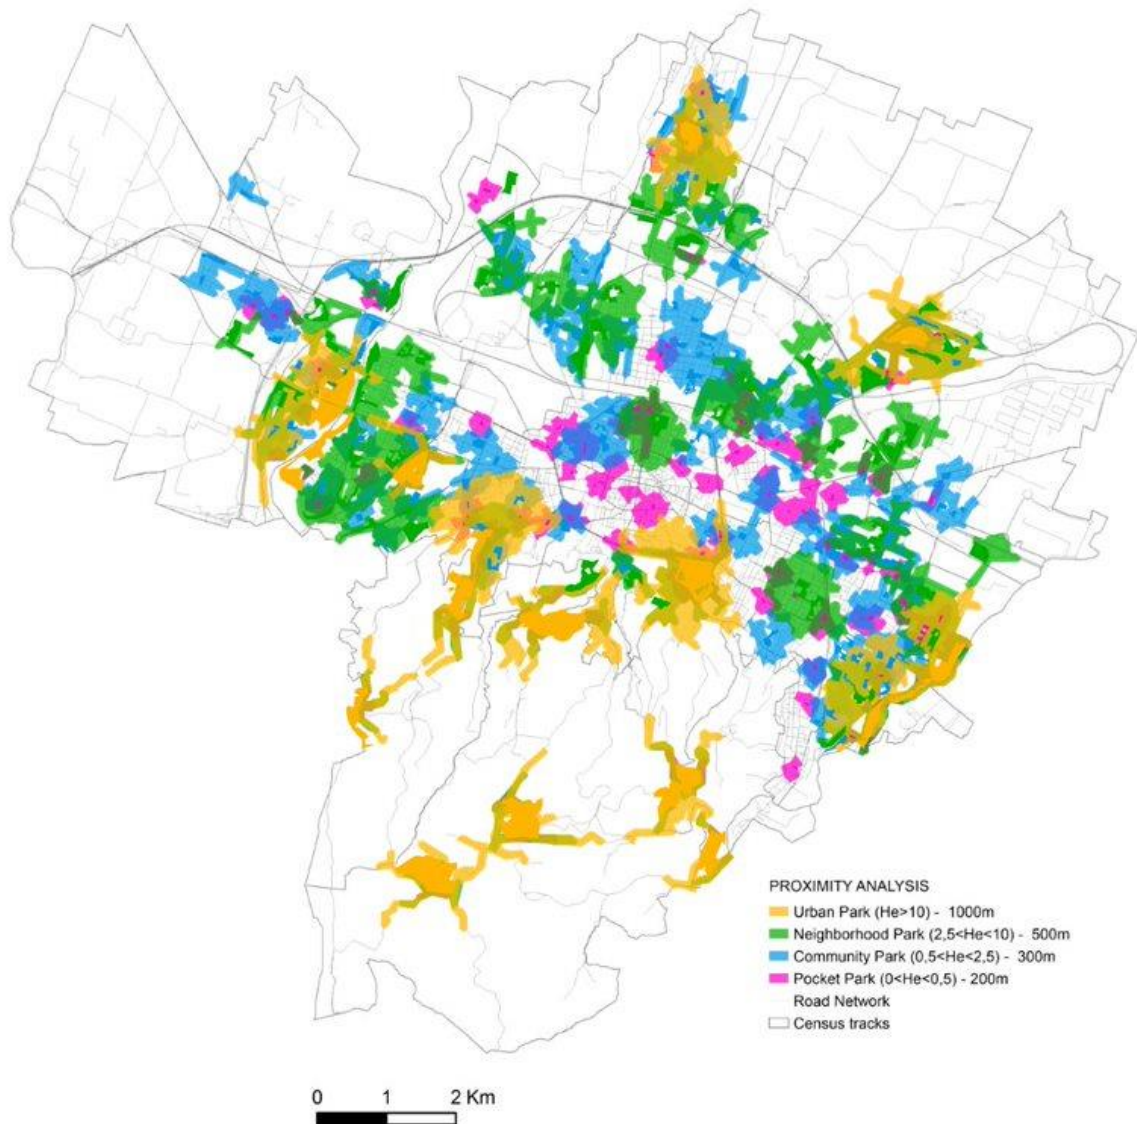 PROXIMITY ANALYSIS
Urban Park (He>10) - 1000m
Neighborhood Park (2,5<He<10) - 500m
Community Park (0,5<He<2,5) - 300m
Pocket Park (0<He<0,5) - 200m
Road Network
Census tracks
0 1 2 Km